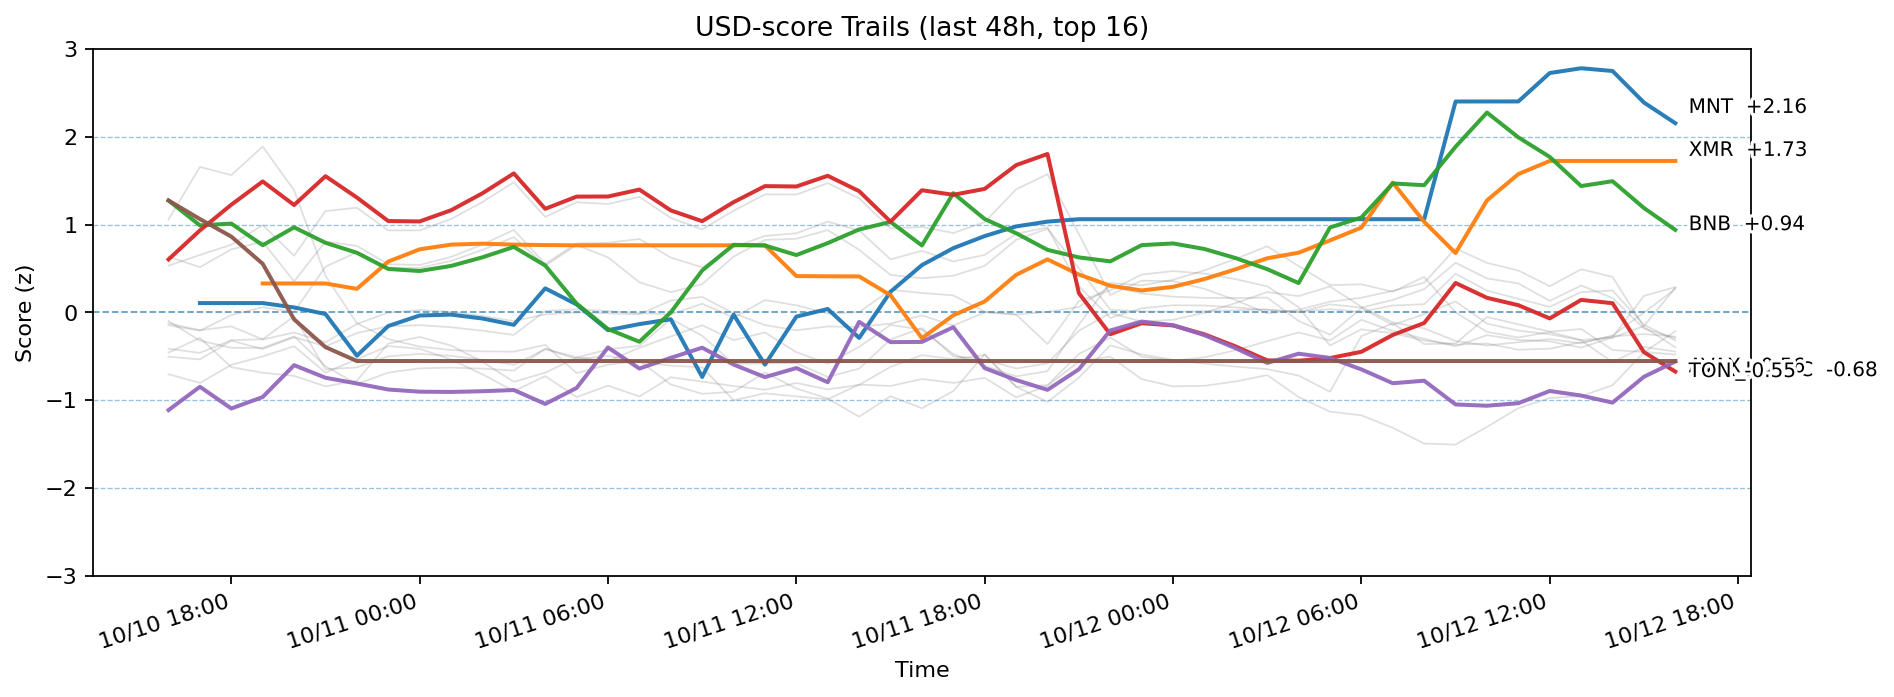 USD-score Trails (last 48h, top 16)
Score (z)
3
2
1
0
−1
−2
−3
MNT +2.16
XMR +1.73
BNB +0.94
TON -0.55
-0.68
10/10 18:00
10/11 00:00
10/11 06:00
10/11 12:00
10/11 18:00
10/12 00:00
10/12 06:00
10/12 12:00
10/12 18:00
Time